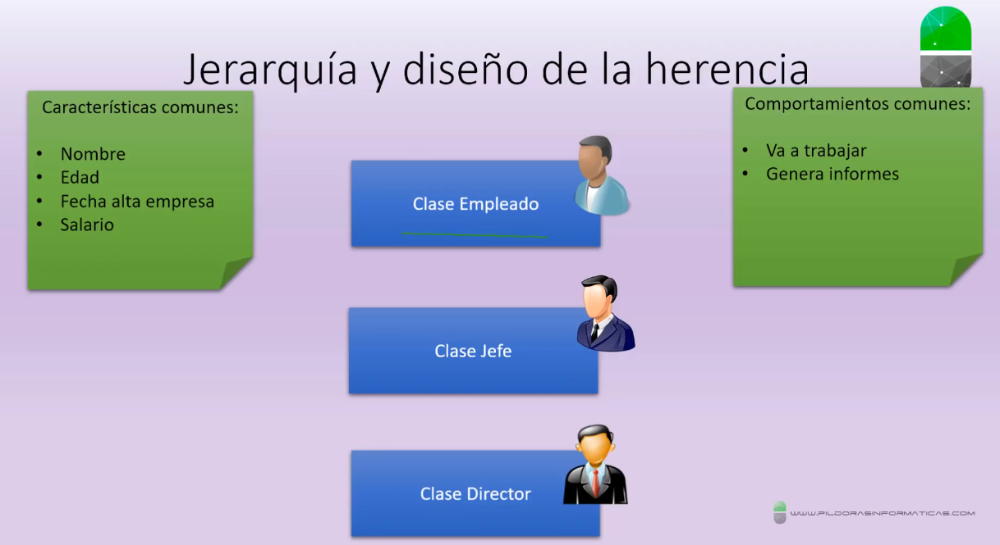 Jerarquía y diseño de la herencia
Características comunes:
• Nombre
• Edad
• Fecha alta empresa
• Salario
Comportamientos comunes:
• Va a trabajar
• Genera informes
Clase Empleado
Clase Jefe
Clase Director
WWW.PILDORASINFORMATICAS.COM